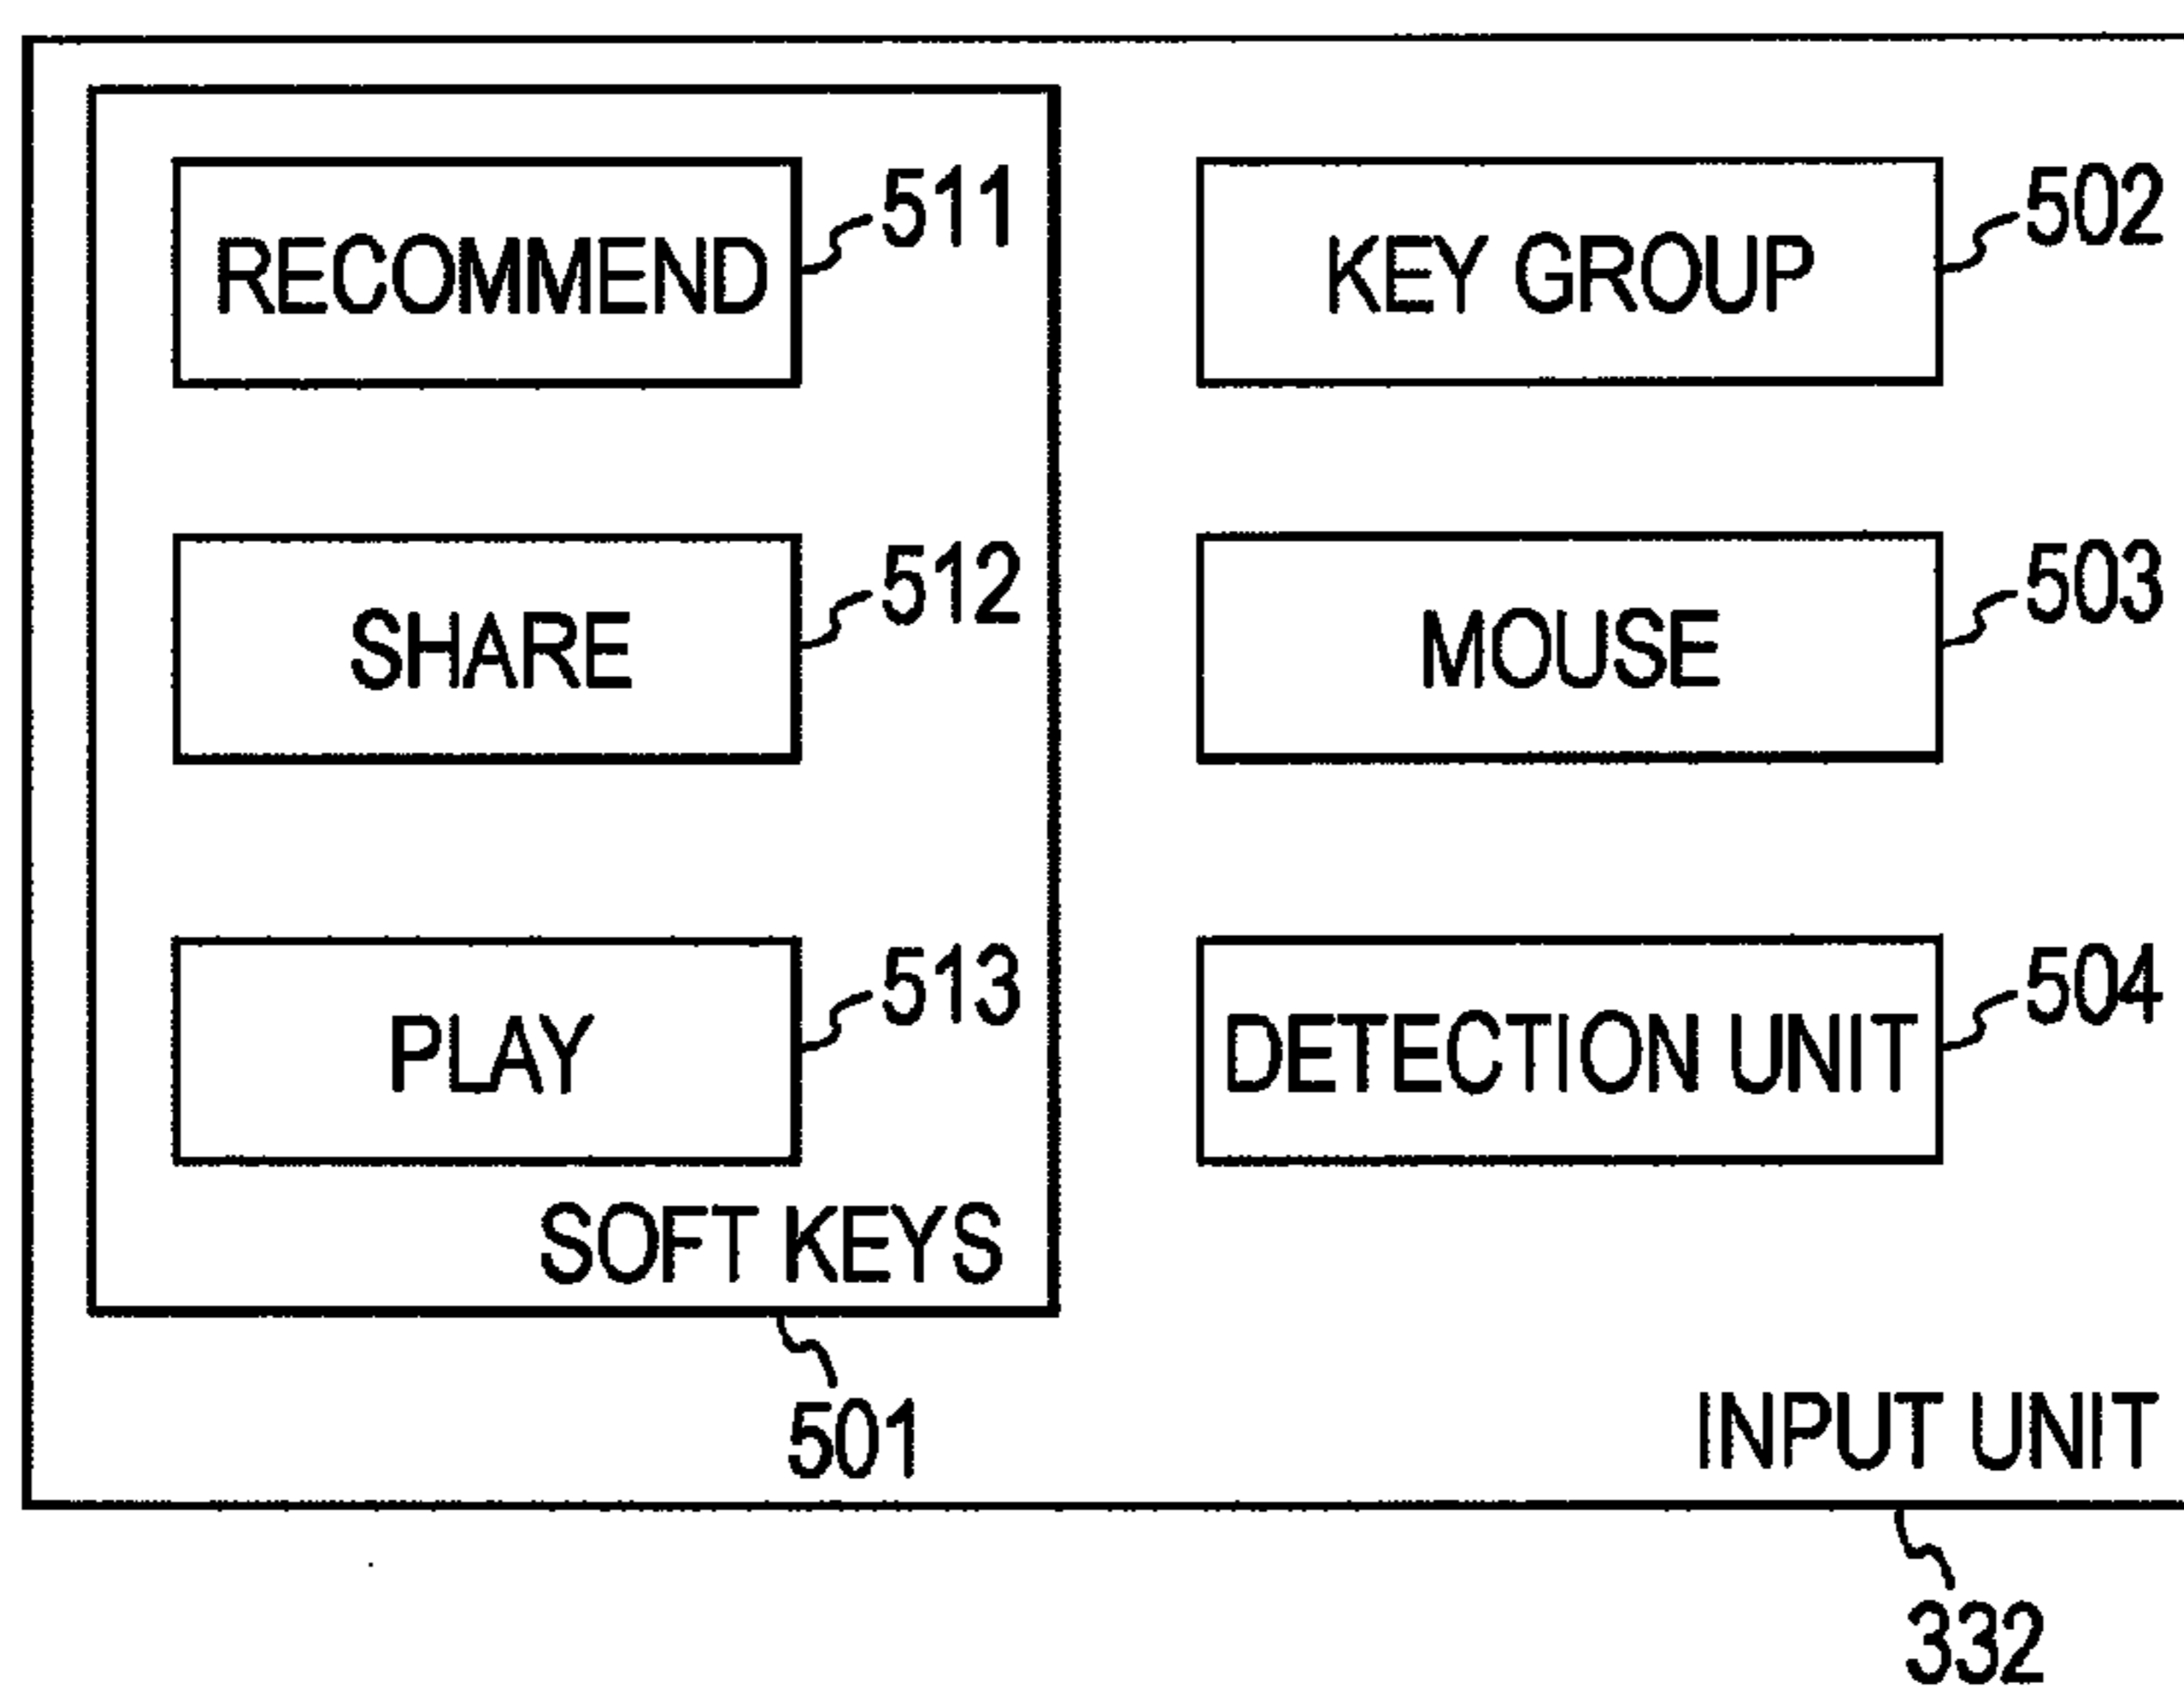 RECOMMEND
511
SHARE
512
PLAY
513
SOFT KEYS
501
KEY GROUP
502
MOUSE
503
DETECTION UNIT
504
INPUT UNIT
332